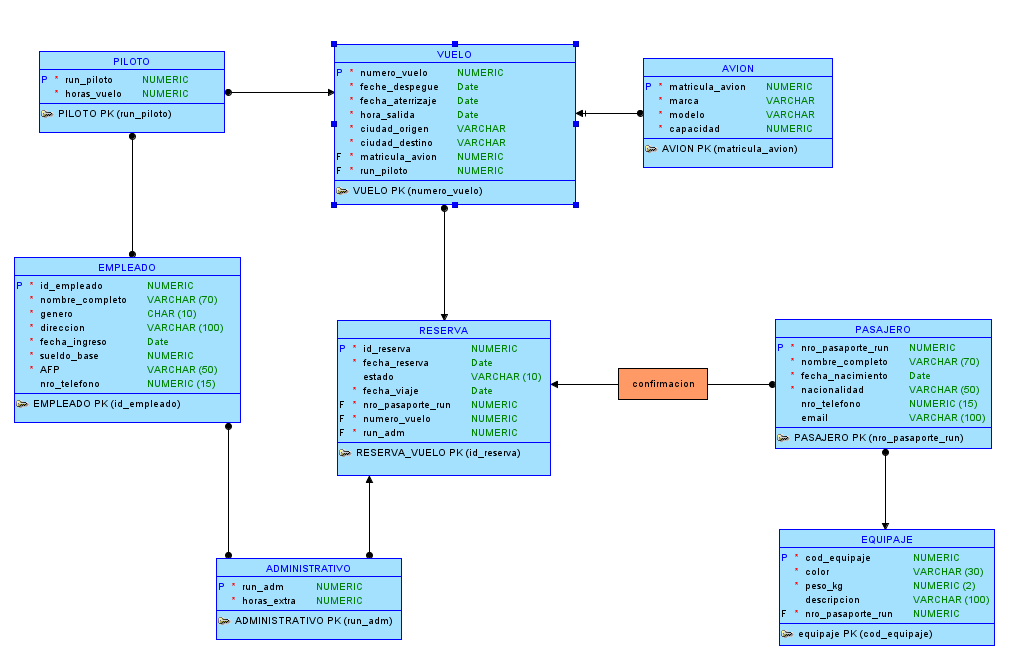 PILOTO
P * run_piloto NUMERIC
* horas_vuelo NUMERIC
PILOTO PK (run_piloto)
VUELO
P * numero_vuelo NUMERIC
* feche_despegue Date
* fecha_aterrizaje Date
* hora_salida Date
* ciudad_origen VARCHAR
* ciudad_destino VARCHAR
F * matricula_avion NUMERIC
F * run_piloto NUMERIC
VUELO PK (numero_vuelo)
AVION
P * matricula_avion NUMERIC
* marca VARCHAR
* modelo VARCHAR
* capacidad NUMERIC
AVION PK (matricula_avion)
EMPLEADO
P * id_empleado NUMERIC
* nombre_completo VARCHAR (70)
* genero CHAR (10)
* direccion VARCHAR (100)
* fecha_ingreso Date
* sueldo_base NUMERIC
* AFP VARCHAR (50)
nro_telefono NUMERIC (15)
EMPLEADO PK (id_empleado)
RESERVA
P * id_reserva NUMERIC
* fecha_reserva Date
estado VARCHAR (10)
* fecha_viaje Date
F * nro_pasaporte_run NUMERIC
F * numero_vuelo NUMERIC
F * run_adm NUMERIC
RESERVA_VUELO PK (id_reserva)
confirmacion
PASAJERO
P * nro_pasaporte_run NUMERIC
* nombre_completo VARCHAR (70)
* fecha_nacimiento Date
* nacionalidad VARCHAR (50)
nro_telefono NUMERIC (15)
email VARCHAR (100)
PASAJERO PK (nro_pasaporte_run)
ADMINISTRATIVO
P * run_adm NUMERIC
* horas_extra NUMERIC
ADMINISTRATIVO PK (run_adm)
EQUIPAJE
P * cod_equipaje NUMERIC
* color VARCHAR (30)
* peso_kg NUMERIC (2)
descripcion VARCHAR (100)
F * nro_pasaporte_run NUMERIC
equipaje PK (cod_equipaje)